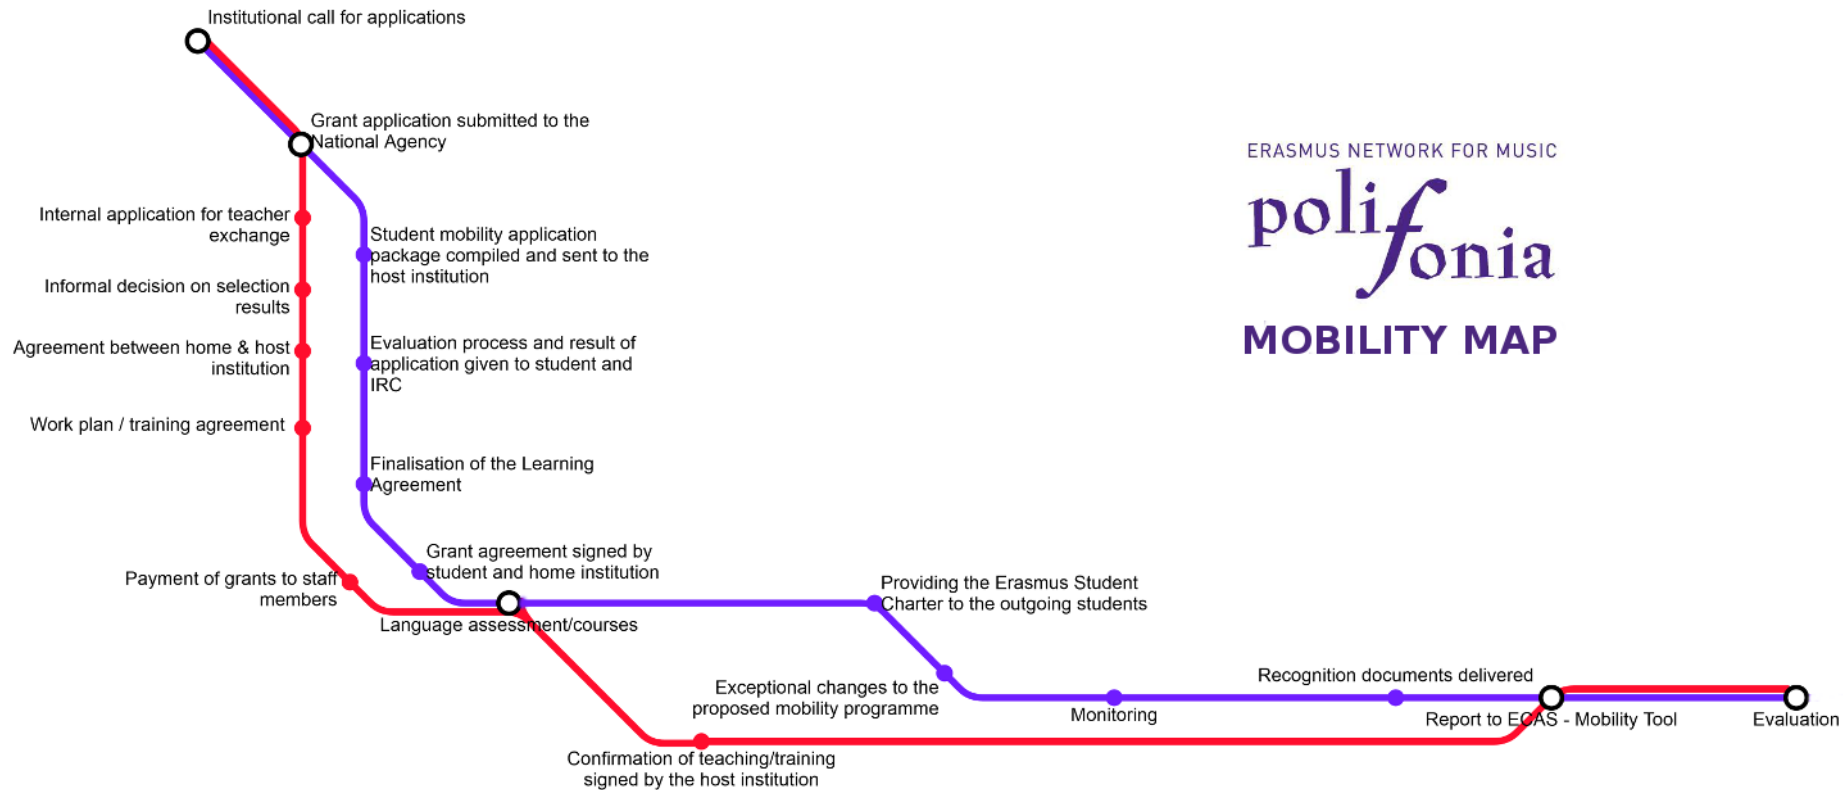 Institutional call for applications
Grant application submitted to the
National Agency
ERASMUS NETWORK FOR MUSIC
polifonia
MOBILITY MAP
Internal application for teacher
exchange
Student mobility application
package compiled and sent to the
host institution
Informal decision on selection
results
Agreement between home & host
institution
Evaluation process and result of
application given to student and
IRC
Work plan / training agreement
Finalisation of the Learning
Agreement
Grant agreement signed by
student and home institution
Payment of grants to staff
members
Language assessment/courses
Providing the Erasmus Student
Charter to the outgoing students
Exceptional changes to the
proposed mobility programme
Monitoring
Recognition documents delivered
Report to ECAS - Mobility Tool
Evaluation
Confirmation of teaching/training
signed by the host institution